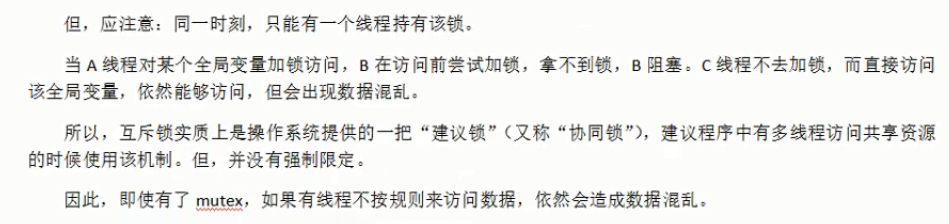 但，应注意：同一时刻，只能有一个线程持有该锁。
当 A 线程对某个全局变量加锁访问，B 在访问前尝试加锁，拿不到锁，B 阻塞。C 线程不去加锁，而直接访问
该全局变量，依然能够访问，但会出现数据混乱。
所以，互斥锁实质上是操作系统提供的一把“建议锁”（又称“协同锁”），建议程序中有多线程访问共享资源
的时候使用该机制。但，并没有强制限定。
因此，即使有了 mutex，如果有线程不按规则来访问数据，依然会造成数据混乱。